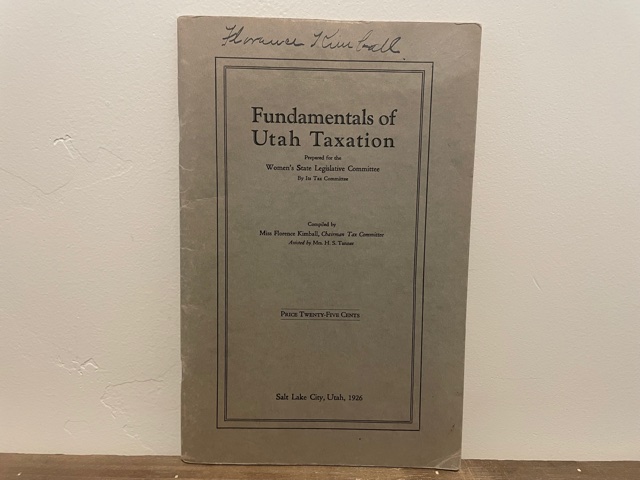 Florence Kimball
Fundamentals of
Utah Taxation
Prepared for the
Women's State Legislative Committee
By Its Tax Committee
Compiled by
Miss Florence Kimball, Chairman Tax Committee
Assisted by Mrs. H. S. Tanner
PRICE TWENTY-FIVE CENTS
Salt Lake City, Utah, 1926